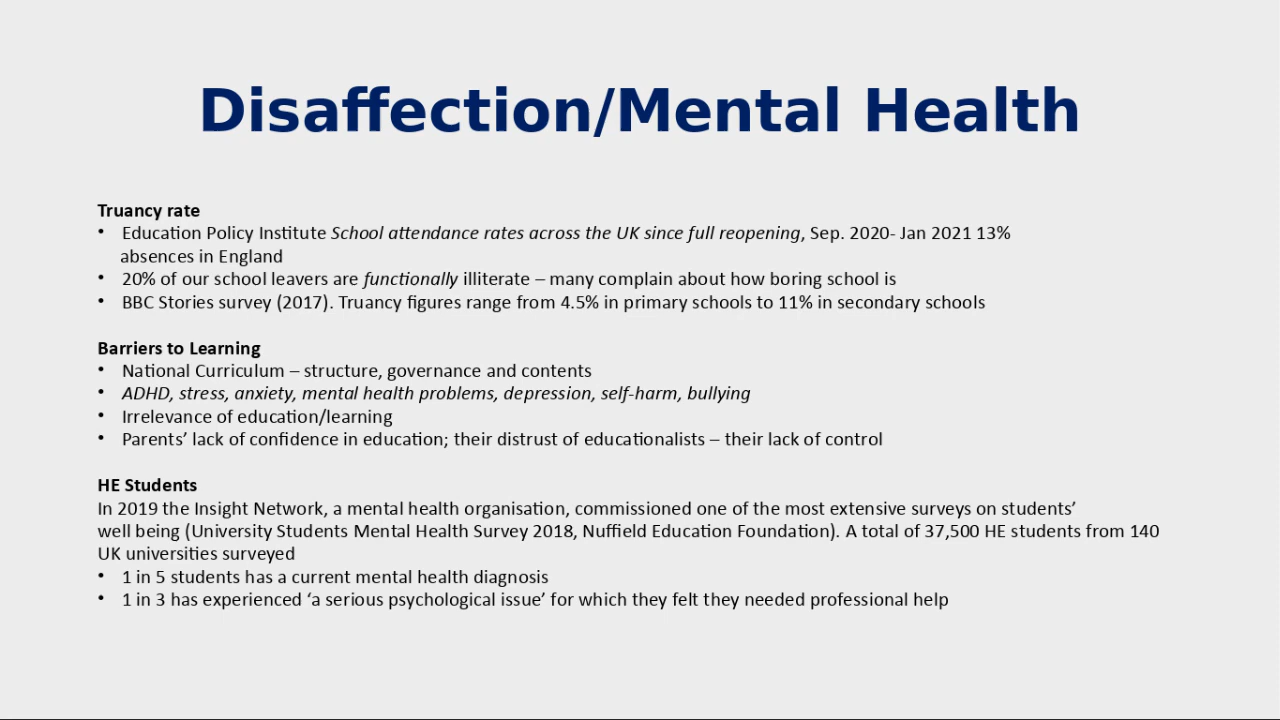 Disaffection/Mental Health
Truancy rate
• Education Policy Institute School attendance rates across the UK since full reopening, Sep. 2020- Jan 2021 13%
absences in England
• 20% of our school leavers are functionally illiterate – many complain about how boring school is
• BBC Stories survey (2017). Truancy figures range from 4.5% in primary schools to 11% in secondary schools
Barriers to Learning
• National Curriculum – structure, governance and contents
• ADHD, stress, anxiety, mental health problems, depression, self-harm, bullying
• Irrelevance of education/learning
• Parents’ lack of confidence in education; their distrust of educationalists – their lack of control
HE Students
In 2019 the Insight Network, a mental health organisation, commissioned one of the most extensive surveys on students’
well being (University Students Mental Health Survey 2018, Nuffield Education Foundation). A total of 37,500 HE students from 140
UK universities surveyed
• 1 in 5 students has a current mental health diagnosis
• 1 in 3 has experienced ‘a serious psychological issue’ for which they felt they needed professional help